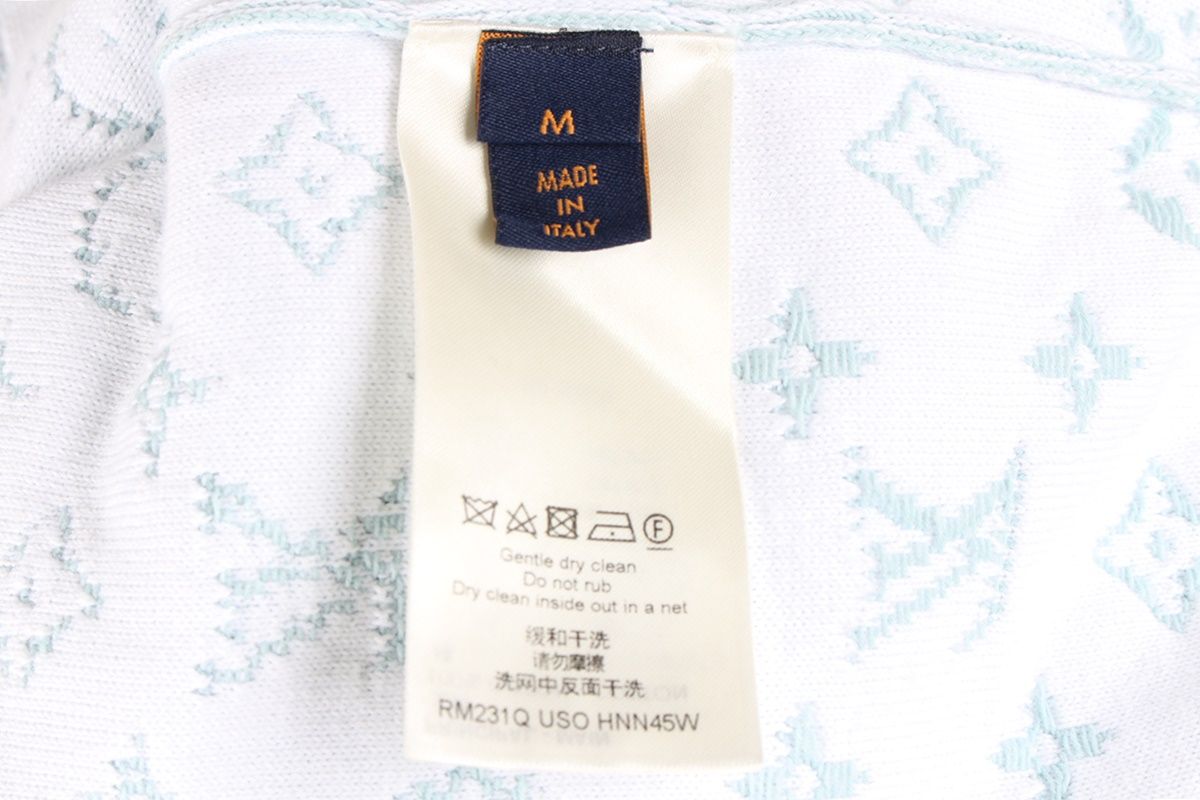 M
MADE
IN
ITALY
F
Gentle dry clean
Do not rub
Dry clean inside out in a net
缓和干洗
请勿摩擦
洗网中反面干洗
RM231Q USO HNN45W